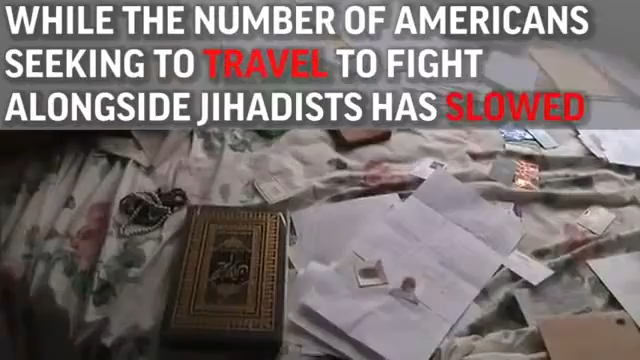 WHILE THE NUMBER OF AMERICANS
SEEKING TO TRAVEL TO FIGHT
ALONGSIDE JIHADISTS HAS SLOWED